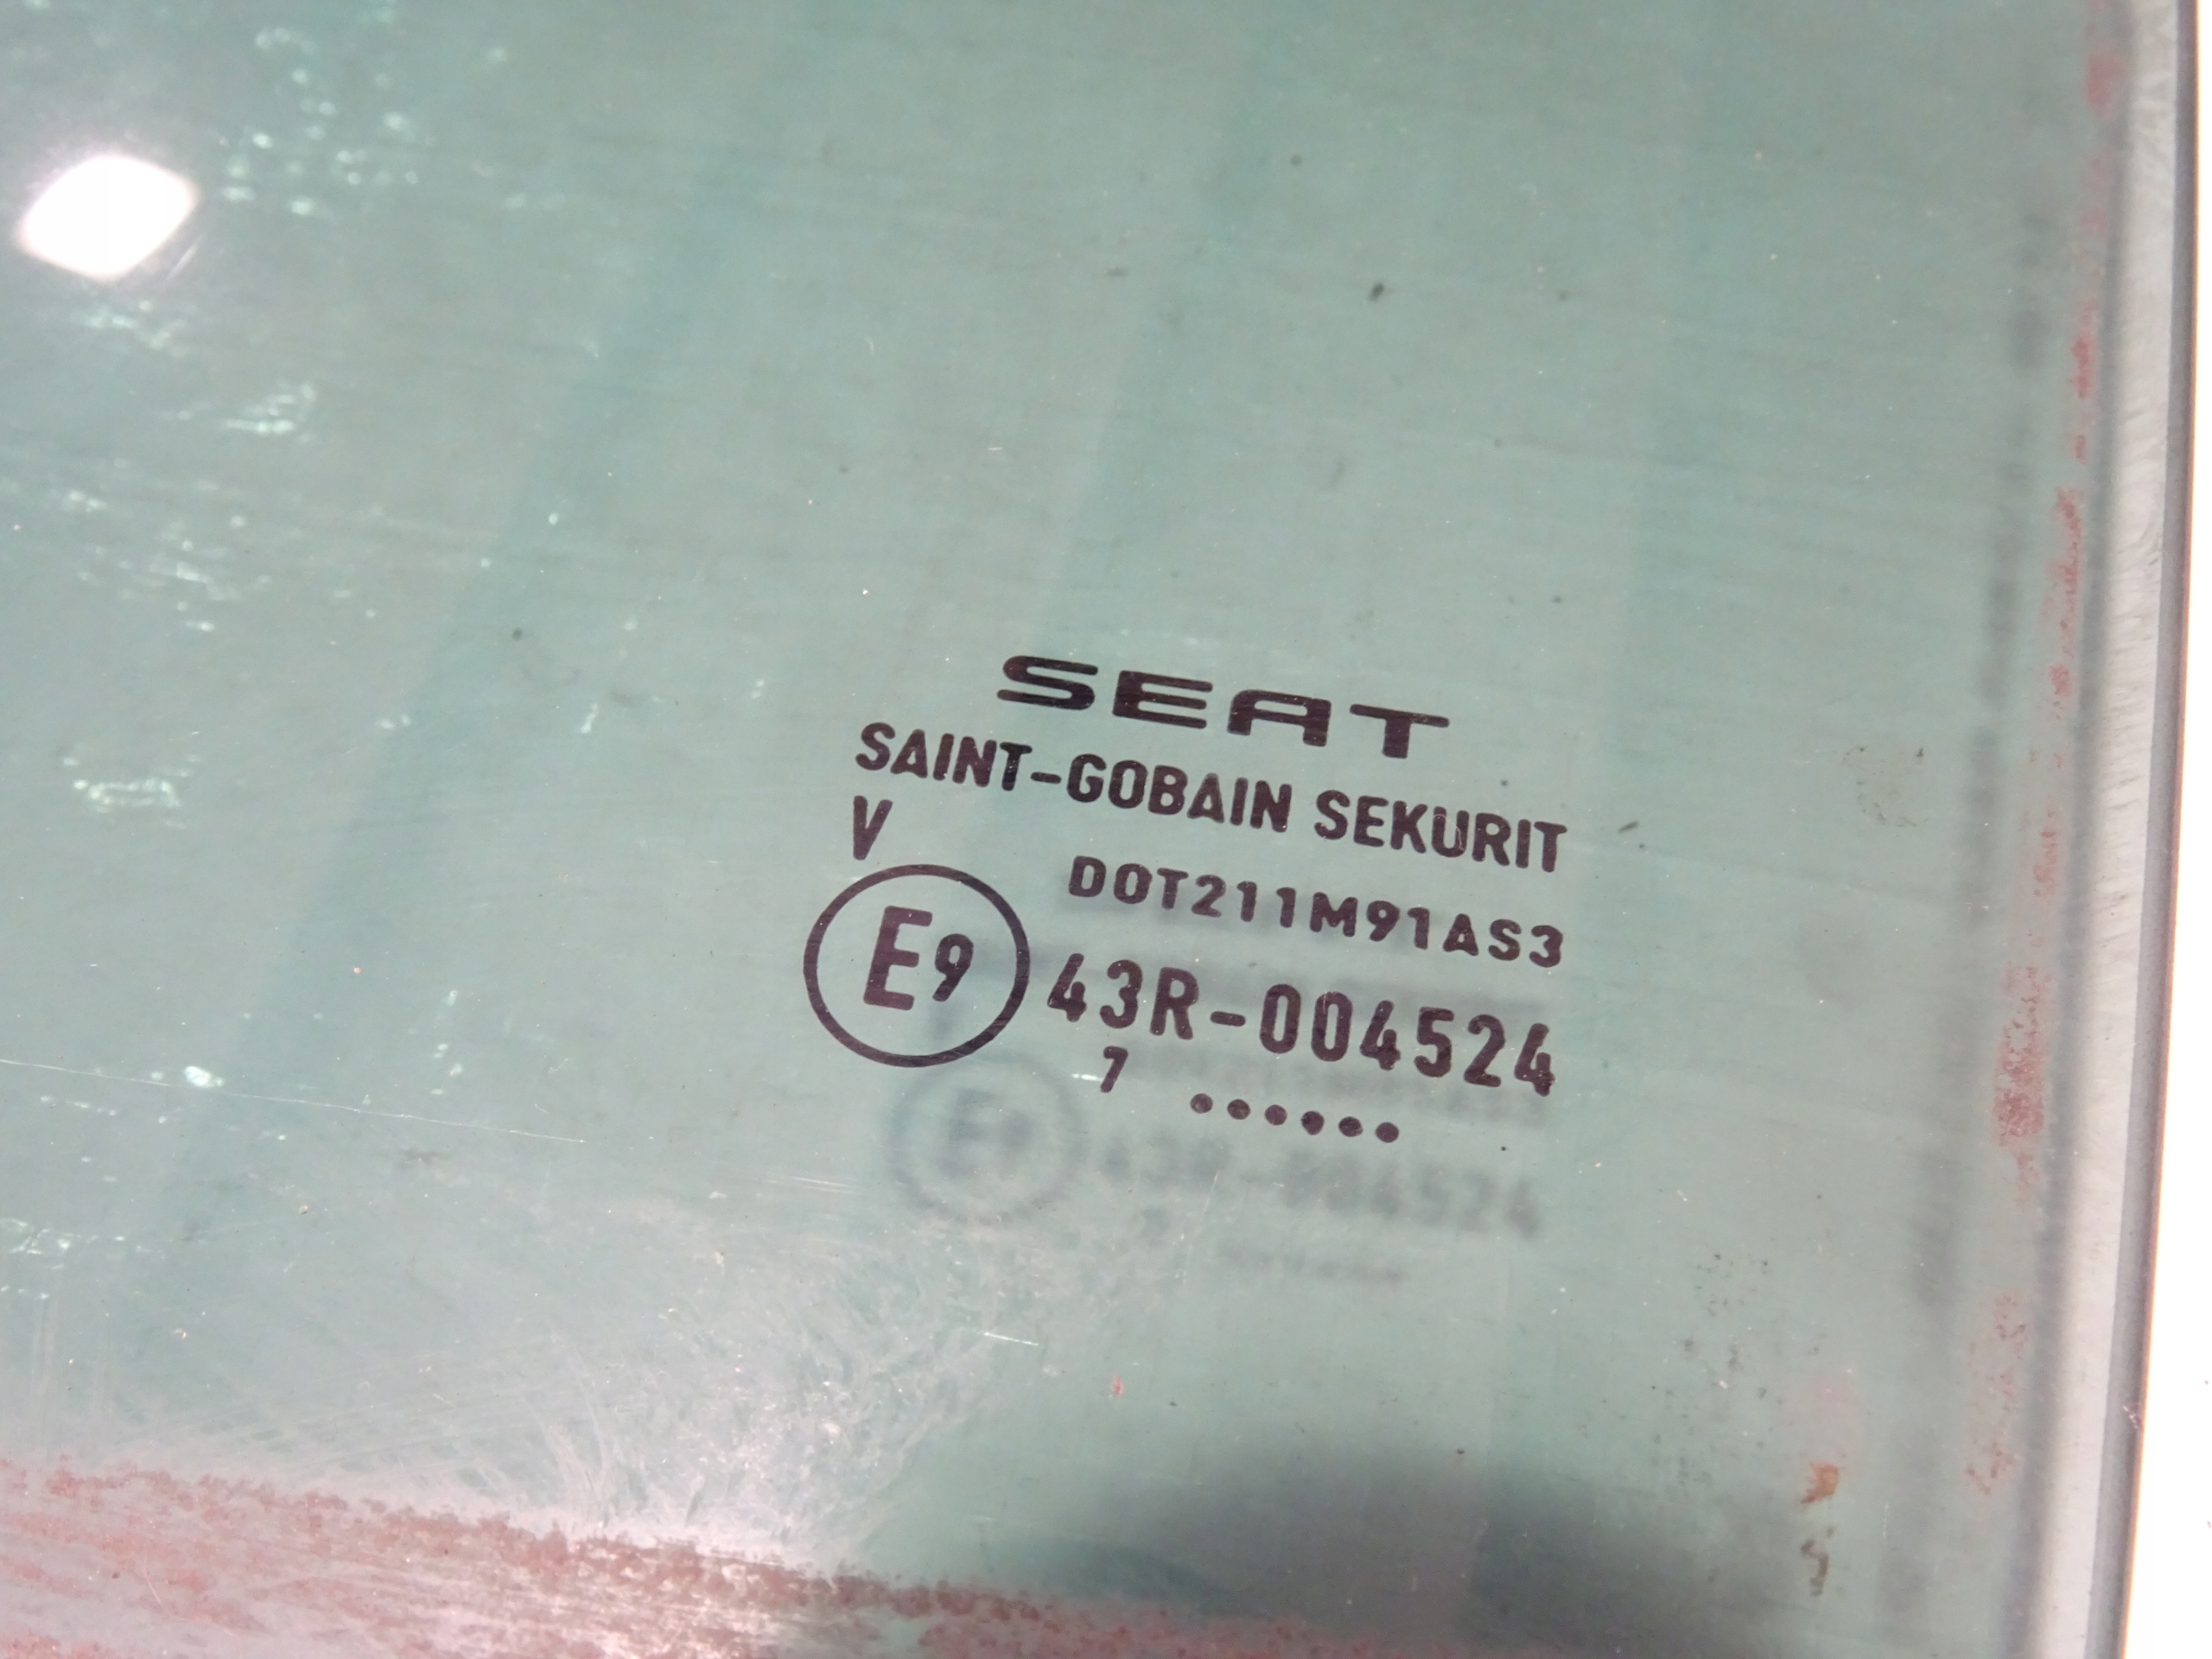 SEAT
SAINT-GOBAIN SEKURIT
V
DOT211M91AS3
E9 43R-004524
7 ••••••